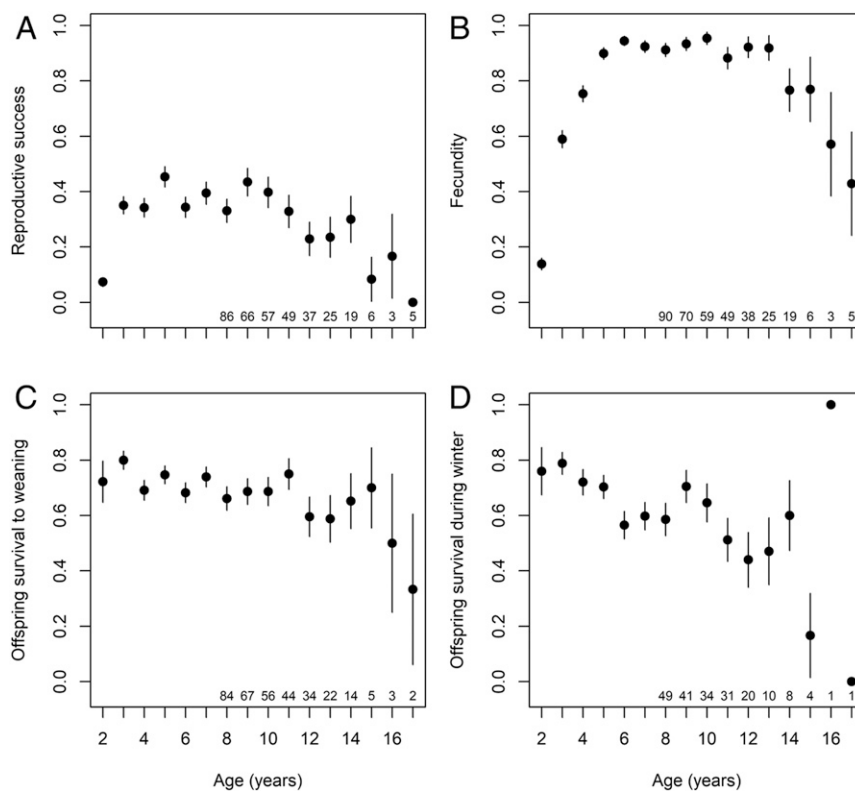 A
Reproductive success
0.0 0.2 0.4 0.6 0.8 1.0
86 66 57 49 37 25 19 6 3 5
B
Fecundity
0.0 0.2 0.4 0.6 0.8 1.0
90 70 59 49 38 25 19 6 3 5
C
Offspring survival to weaning
0.0 0.2 0.4 0.6 0.8 1.0
84 67 56 44 34 22 14 5 3 2
2 4 6 8 10 12 14 16
Age (years)
D
Offspring survival during winter
0.0 0.2 0.4 0.6 0.8 1.0
49 41 34 31 20 10 8 4 1 1
2 4 6 8 10 12 14 16
Age (years)